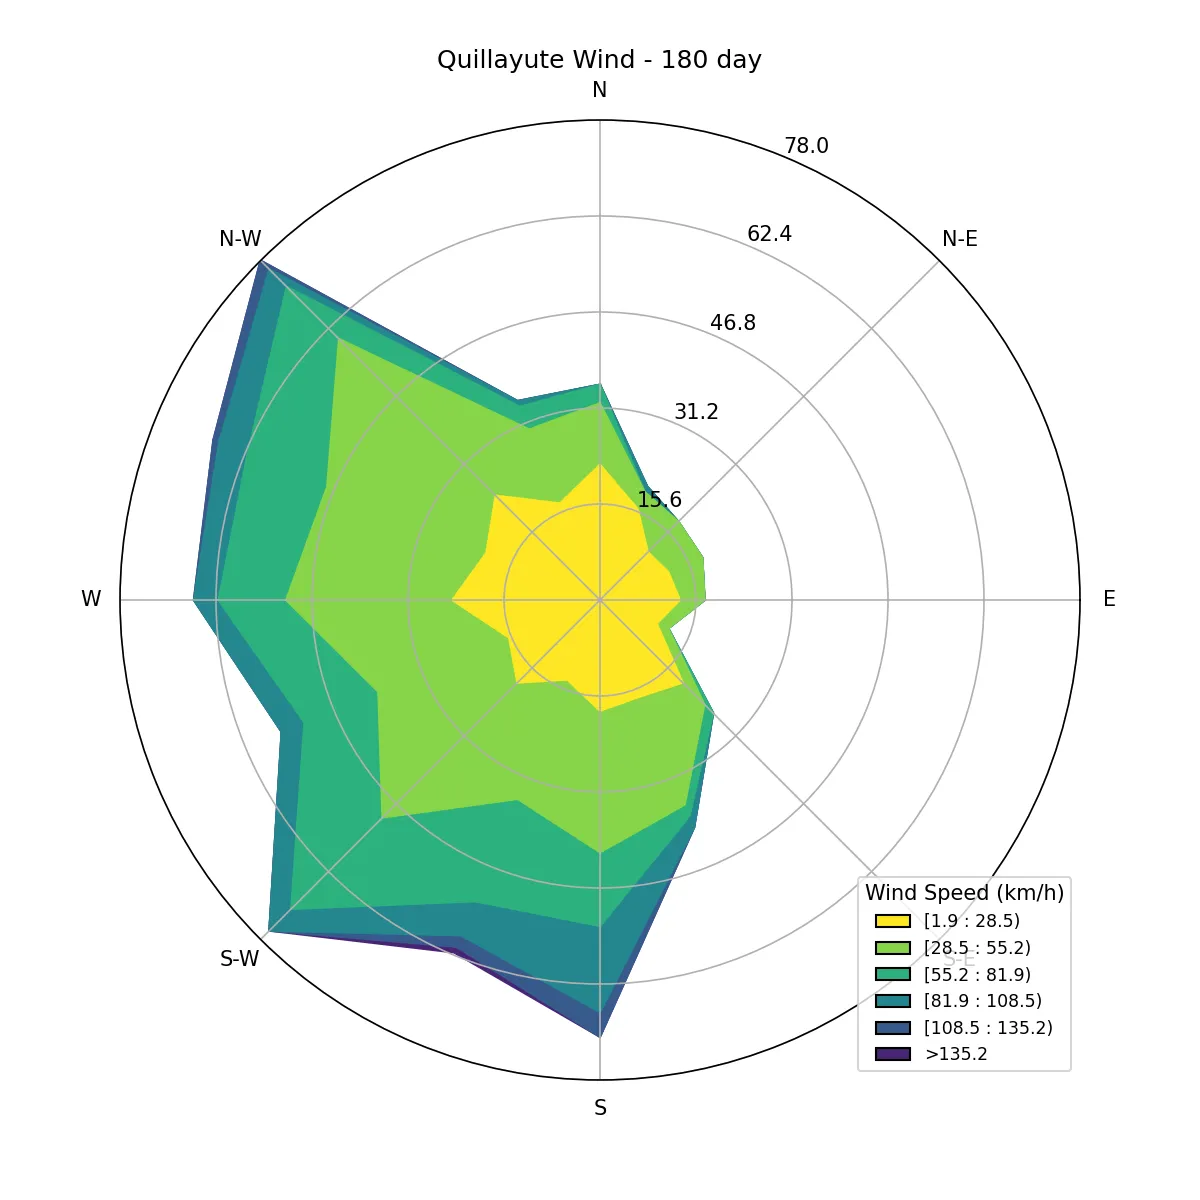 Quillayute Wind - 180 day
N
78.0
N-W
62.4
N-E
46.8
31.2
15.6
W
E
Wind Speed (km/h)
[1.9 : 28.5)
[28.5 : 55.2)
S-W
S-E
[55.2 : 81.9)
[81.9 : 108.5)
[108.5 : 135.2)
>135.2
S